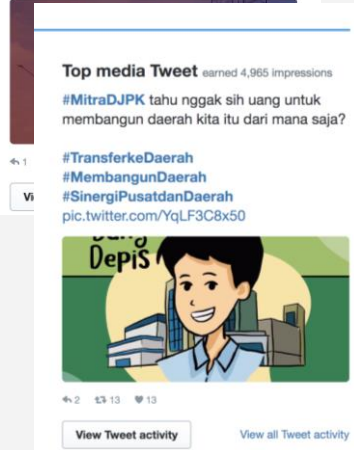 Top media Tweet earned 4,965 impressions
#MitraDJPK tahu nggak sih uang untuk
membangun daerah kita itu dari mana saja?
#TransferkeDaerah
#MembangunDaerah
#SinergiPusatdanDaerah
pic.twitter.com/YqLF3C8x50
Depis
2 13 13
View Tweet activity View all Tweet activity
1
Vi